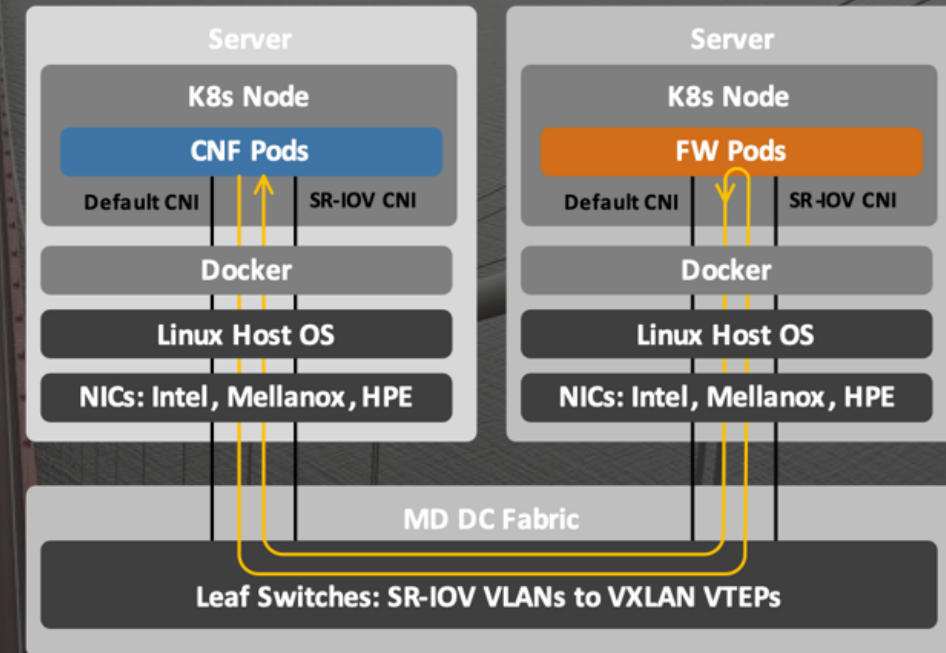 Server
K8s Node
CNF Pods
Default CNI
SR-IOV CNI
Docker
Linux Host OS
NICs: Intel, Mellanox, HPE
Server
K8s Node
FW Pods
Default CNI
SR-IOV CNI
Docker
Linux Host OS
NICs: Intel, Mellanox, HPE
MD DC Fabric
Leaf Switches: SR-IOV VLANs to VXLAN VTEPs